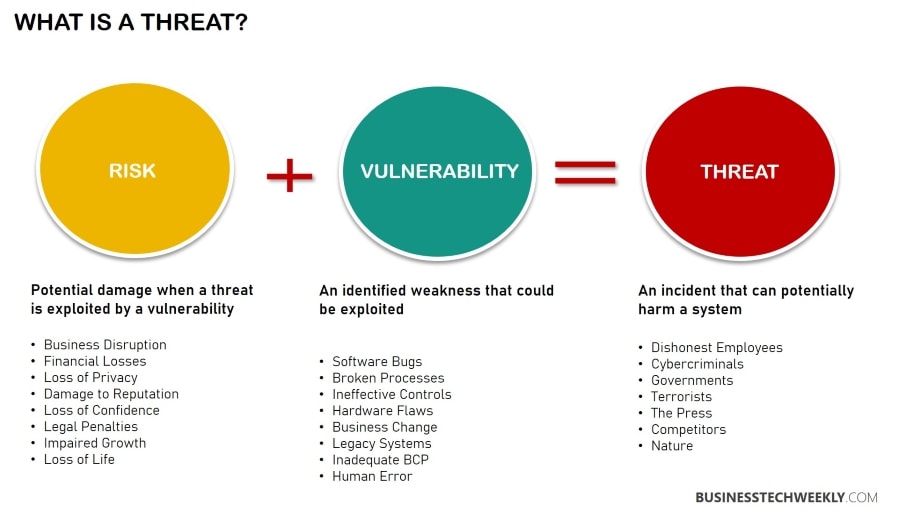 WHAT IS A THREAT?
RISK
+
VULNERABILITY
=
THREAT
Potential damage when a threat
is exploited by a vulnerability
• Business Disruption
• Financial Losses
• Loss of Privacy
• Damage to Reputation
• Loss of Confidence
• Legal Penalties
• Impaired Growth
• Loss of Life
An identified weakness that could
be exploited
• Software Bugs
• Broken Processes
• Ineffective Controls
• Hardware Flaws
• Business Change
• Legacy Systems
• Inadequate BCP
• Human Error
An incident that can potentially
harm a system
• Dishonest Employees
• Cybercriminals
• Governments
• Terrorists
• The Press
• Competitors
• Nature
BUSINESSTECHWEEKLY.COM